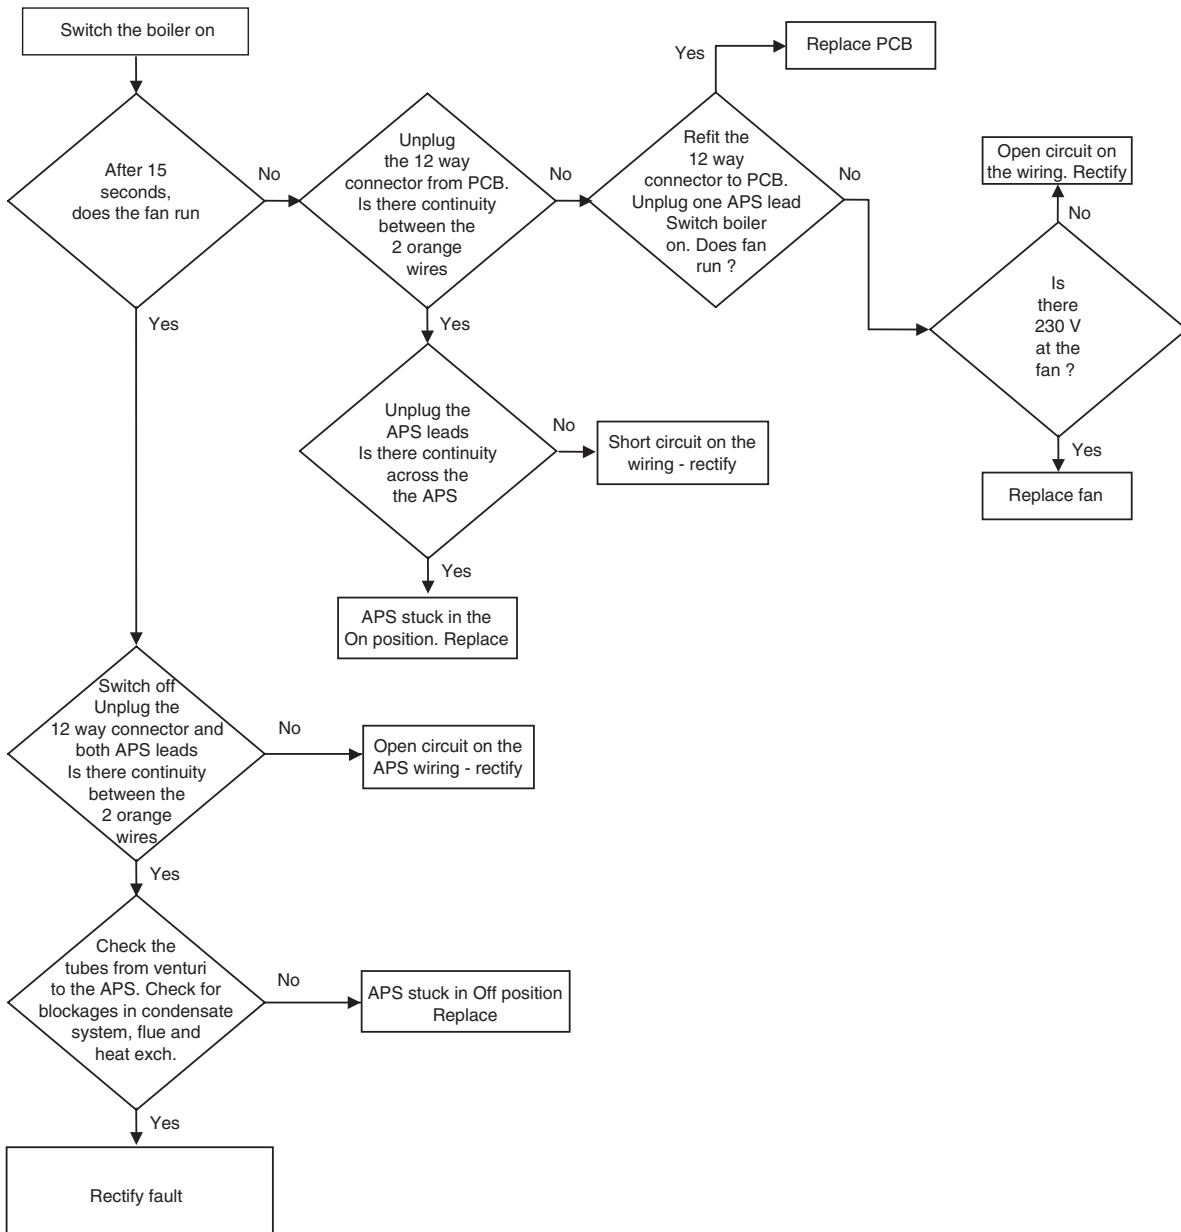 Switch the boiler on
After 15
seconds,
does the fan run
No
Yes
Unplug
the 12 way
connector from PCB.
Is there continuity
between the
2 orange
wires
No
Yes
Refit the
12 way
connector to PCB.
Unplug one APS lead
Switch boiler
on. Does fan
run ?
Yes
Replace PCB
No
Is
there
230 V
at the
fan ?
No
Open circuit on
the wiring. Rectify
Yes
Replace fan
Unplug the
APS leads
Is there continuity
across the
the APS
No
Short circuit on the
wiring - rectify
Yes
APS stuck in the
On position. Replace
Switch off
Unplug the
12 way connector and
both APS leads
Is there continuity
between the
2 orange
wires
No
Open circuit on the
APS wiring - rectify
Yes
Check the
tubes from venturi
to the APS. Check for
blockages in condensate
system, flue and
heat exch.
No
APS stuck in Off position
Replace
Yes
Rectify fault